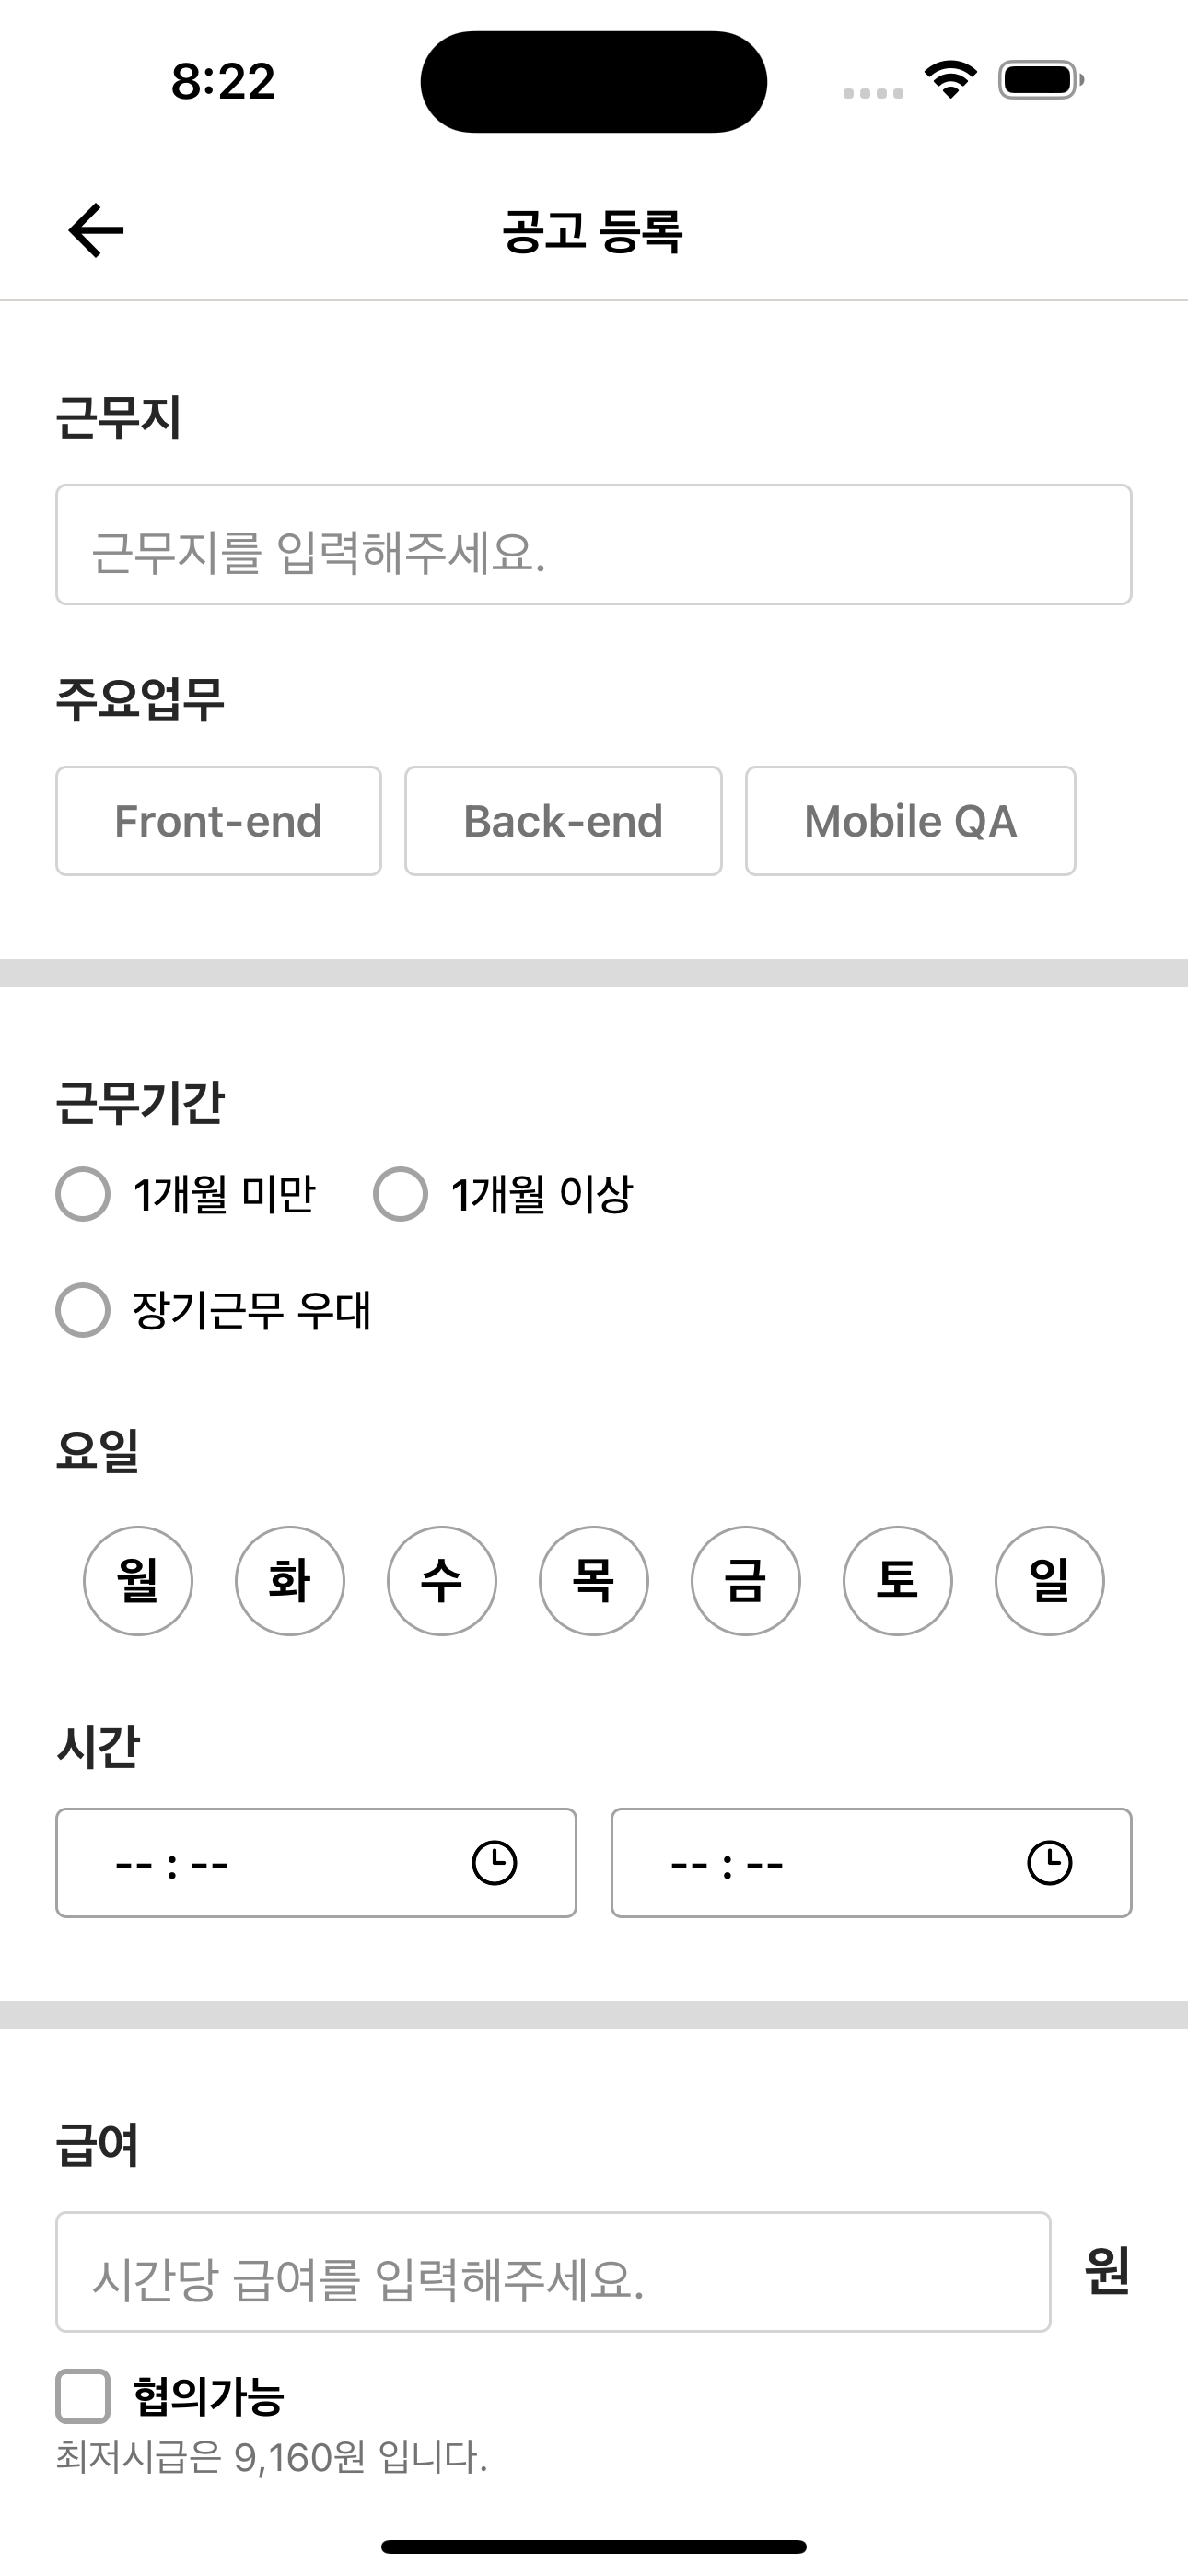 8:22
공고 등록
근무지
근무지를 입력해주세요.
주요업무
Front-end Back-end Mobile QA
근무기간
1개월 미만 1개월 이상
장기근무 우대
요일
월 화 수 목 금 토 일
시간
-- : -- -- : --
급여
시간당 급여를 입력해주세요. 원
협의가능
최저시급은 9,160원 입니다.